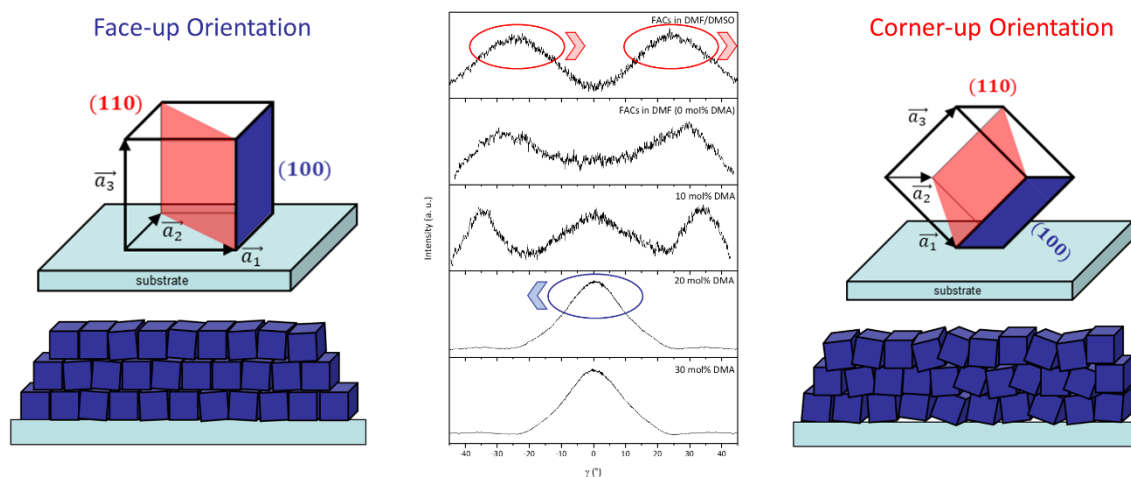 Face-up Orientation
(110)
(100)
a₃
a₂
a₁
substrate
FACs in DMF/DMSO
FACs in DMF (0 mol% DMA)
10 mol% DMA
20 mol% DMA
30 mol% DMA
Intensity (a. u.)
-40 -30 -20 -10 0 10 20 30 40
γ (°)
Corner-up Orientation
(110)
a₃
a₂
a₁
(100)
substrate